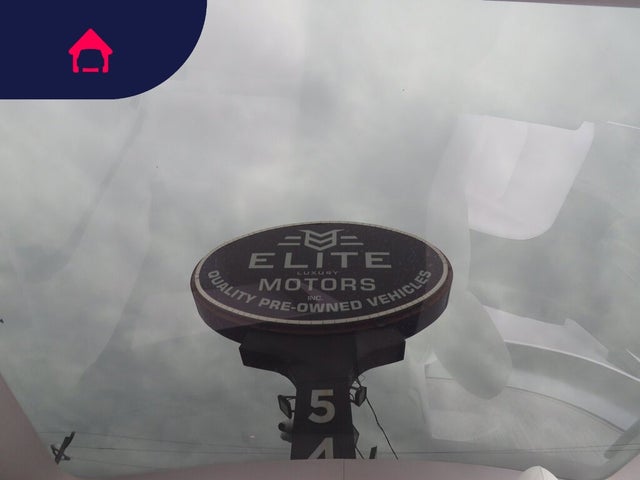 ELITE
LUXURY
MOTORS
INC.
QUALITY PRE-OWNED VEHICLES
5
4